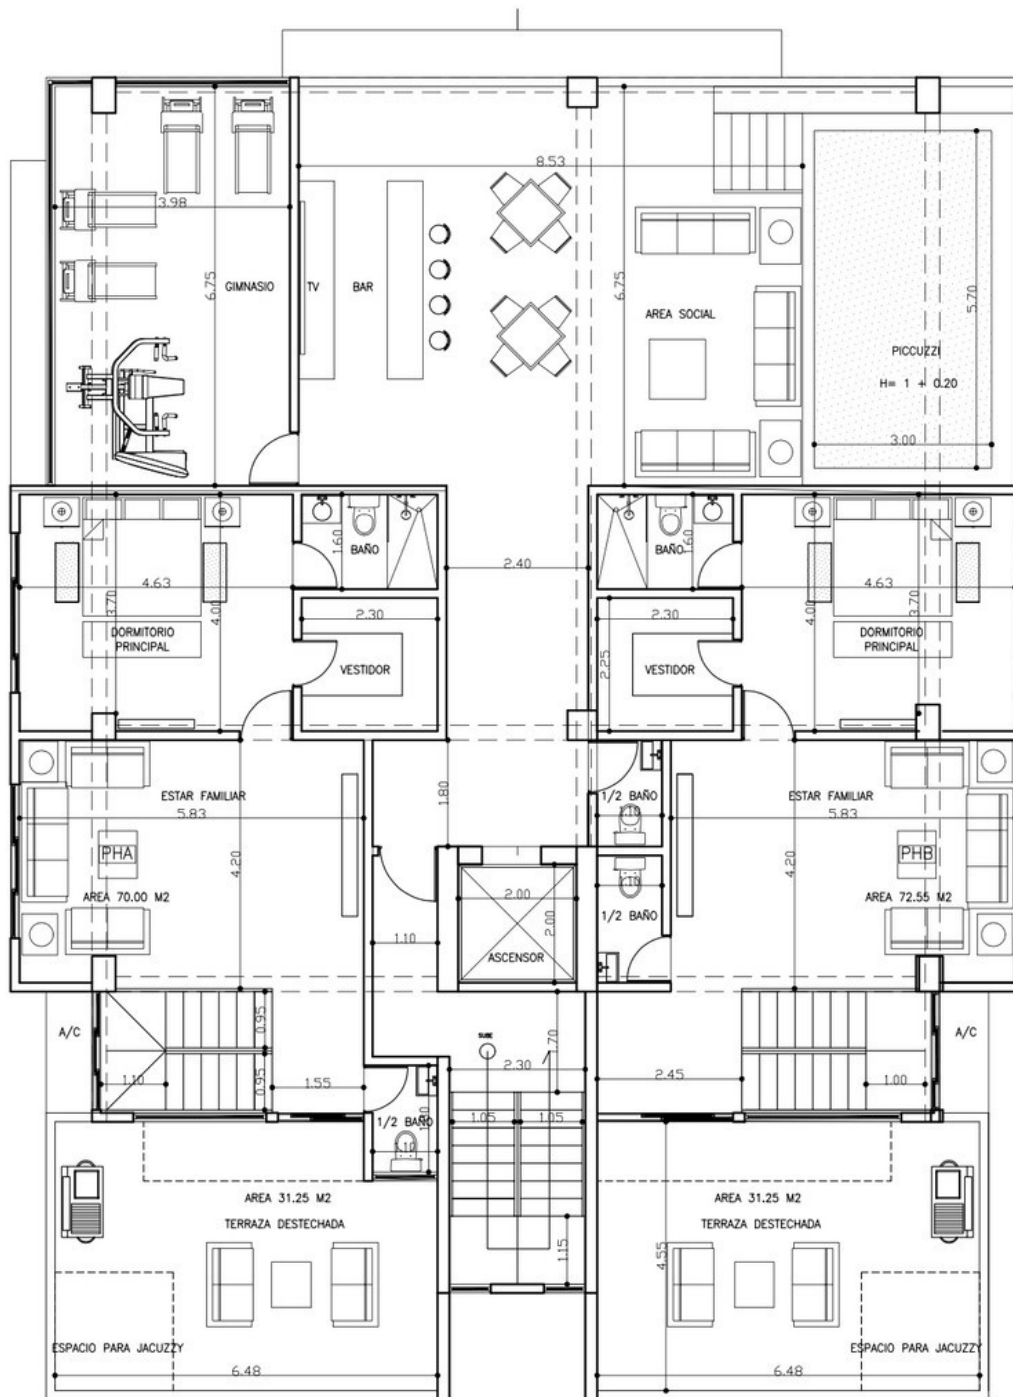 8.53
3.98
6.75
GIMNASIO
TV
BAR
6.75
AREA SOCIAL
5.70
PICCUZZI
H= 1 + 0.20
3.00
1.60
BAÑO
1.60
BAÑO
4.63
3.70
4.00
2.40
4.63
4.00
3.70
2.30
2.30
DORMITORIO
PRINCIPAL
VESTIDOR
2.25
VESTIDOR
DORMITORIO
PRINCIPAL
ESTAR FAMILIAR
5.83
1.80
1/2 BAÑO
1.10
ESTAR FAMILIAR
5.83
PHA
4.20
4.20
PHB
AREA 70.00 M2
2.00
2.00
1.10
1/2 BAÑO
AREA 72.55 M2
1.10
ASCENSOR
A/C
0.95
SUBE
1.70
A/C
1.10
0.95
1.55
2.30
2.45
1.00
1/2 BAÑO
1.10
1.05
1.05
AREA 31.25 M2
TERRAZA DESTECHADA
AREA 31.25 M2
TERRAZA DESTECHADA
1.15
4.55
ESPACIO PARA JACUZZY
ESPACIO PARA JACUZZY
6.48
6.48